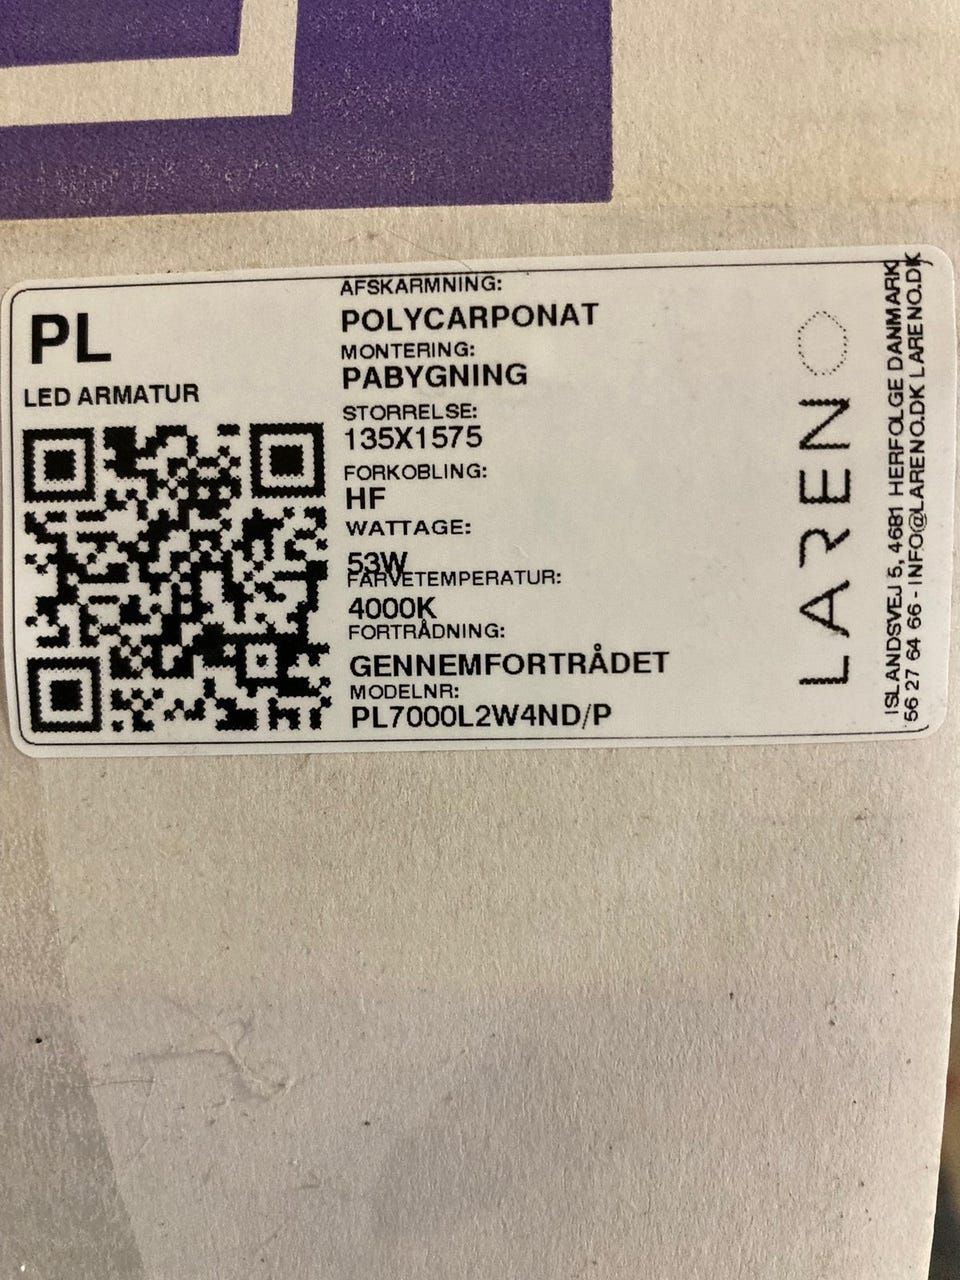 PL
LED ARMATUR
AFSKARMNING:
POLYCARPONAT
MONTERING:
PABYGNING
STORRELSE:
135X1575
FORKOBLING:
HF
WATTAGE:
53W
FARVETEMPERATUR:
4000K
FORTRÅDNING:
GENNEMFORTRÅDET
MODELNR:
PL7000L2W4ND/P
LARENO
ISLANDSVEJ 5, 4681 HERFOLGE DANMARK
56 27 64 66 - INFO@LARENO.DK LARENO.DK